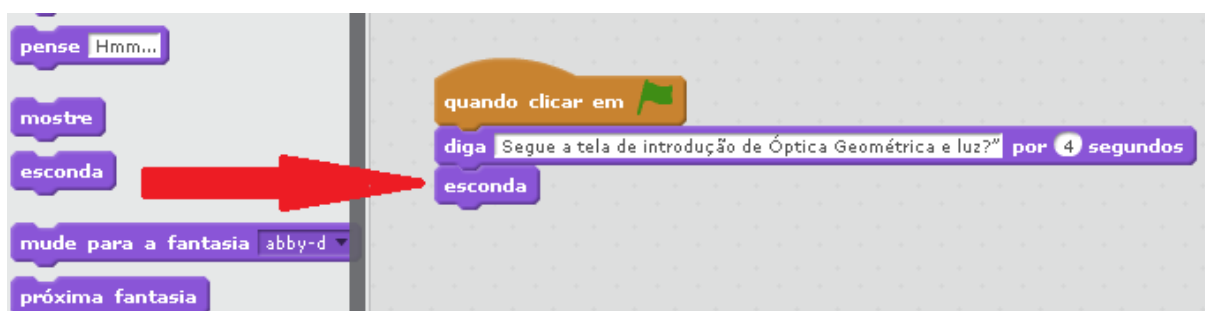 pense Hmm...
mostre
esconda
mude para a fantasia abby-d
próxima fantasia
quando clicar em
diga Segue a tela de introdução de Óptica Geométrica e luz?" por 4 segundos
esconda